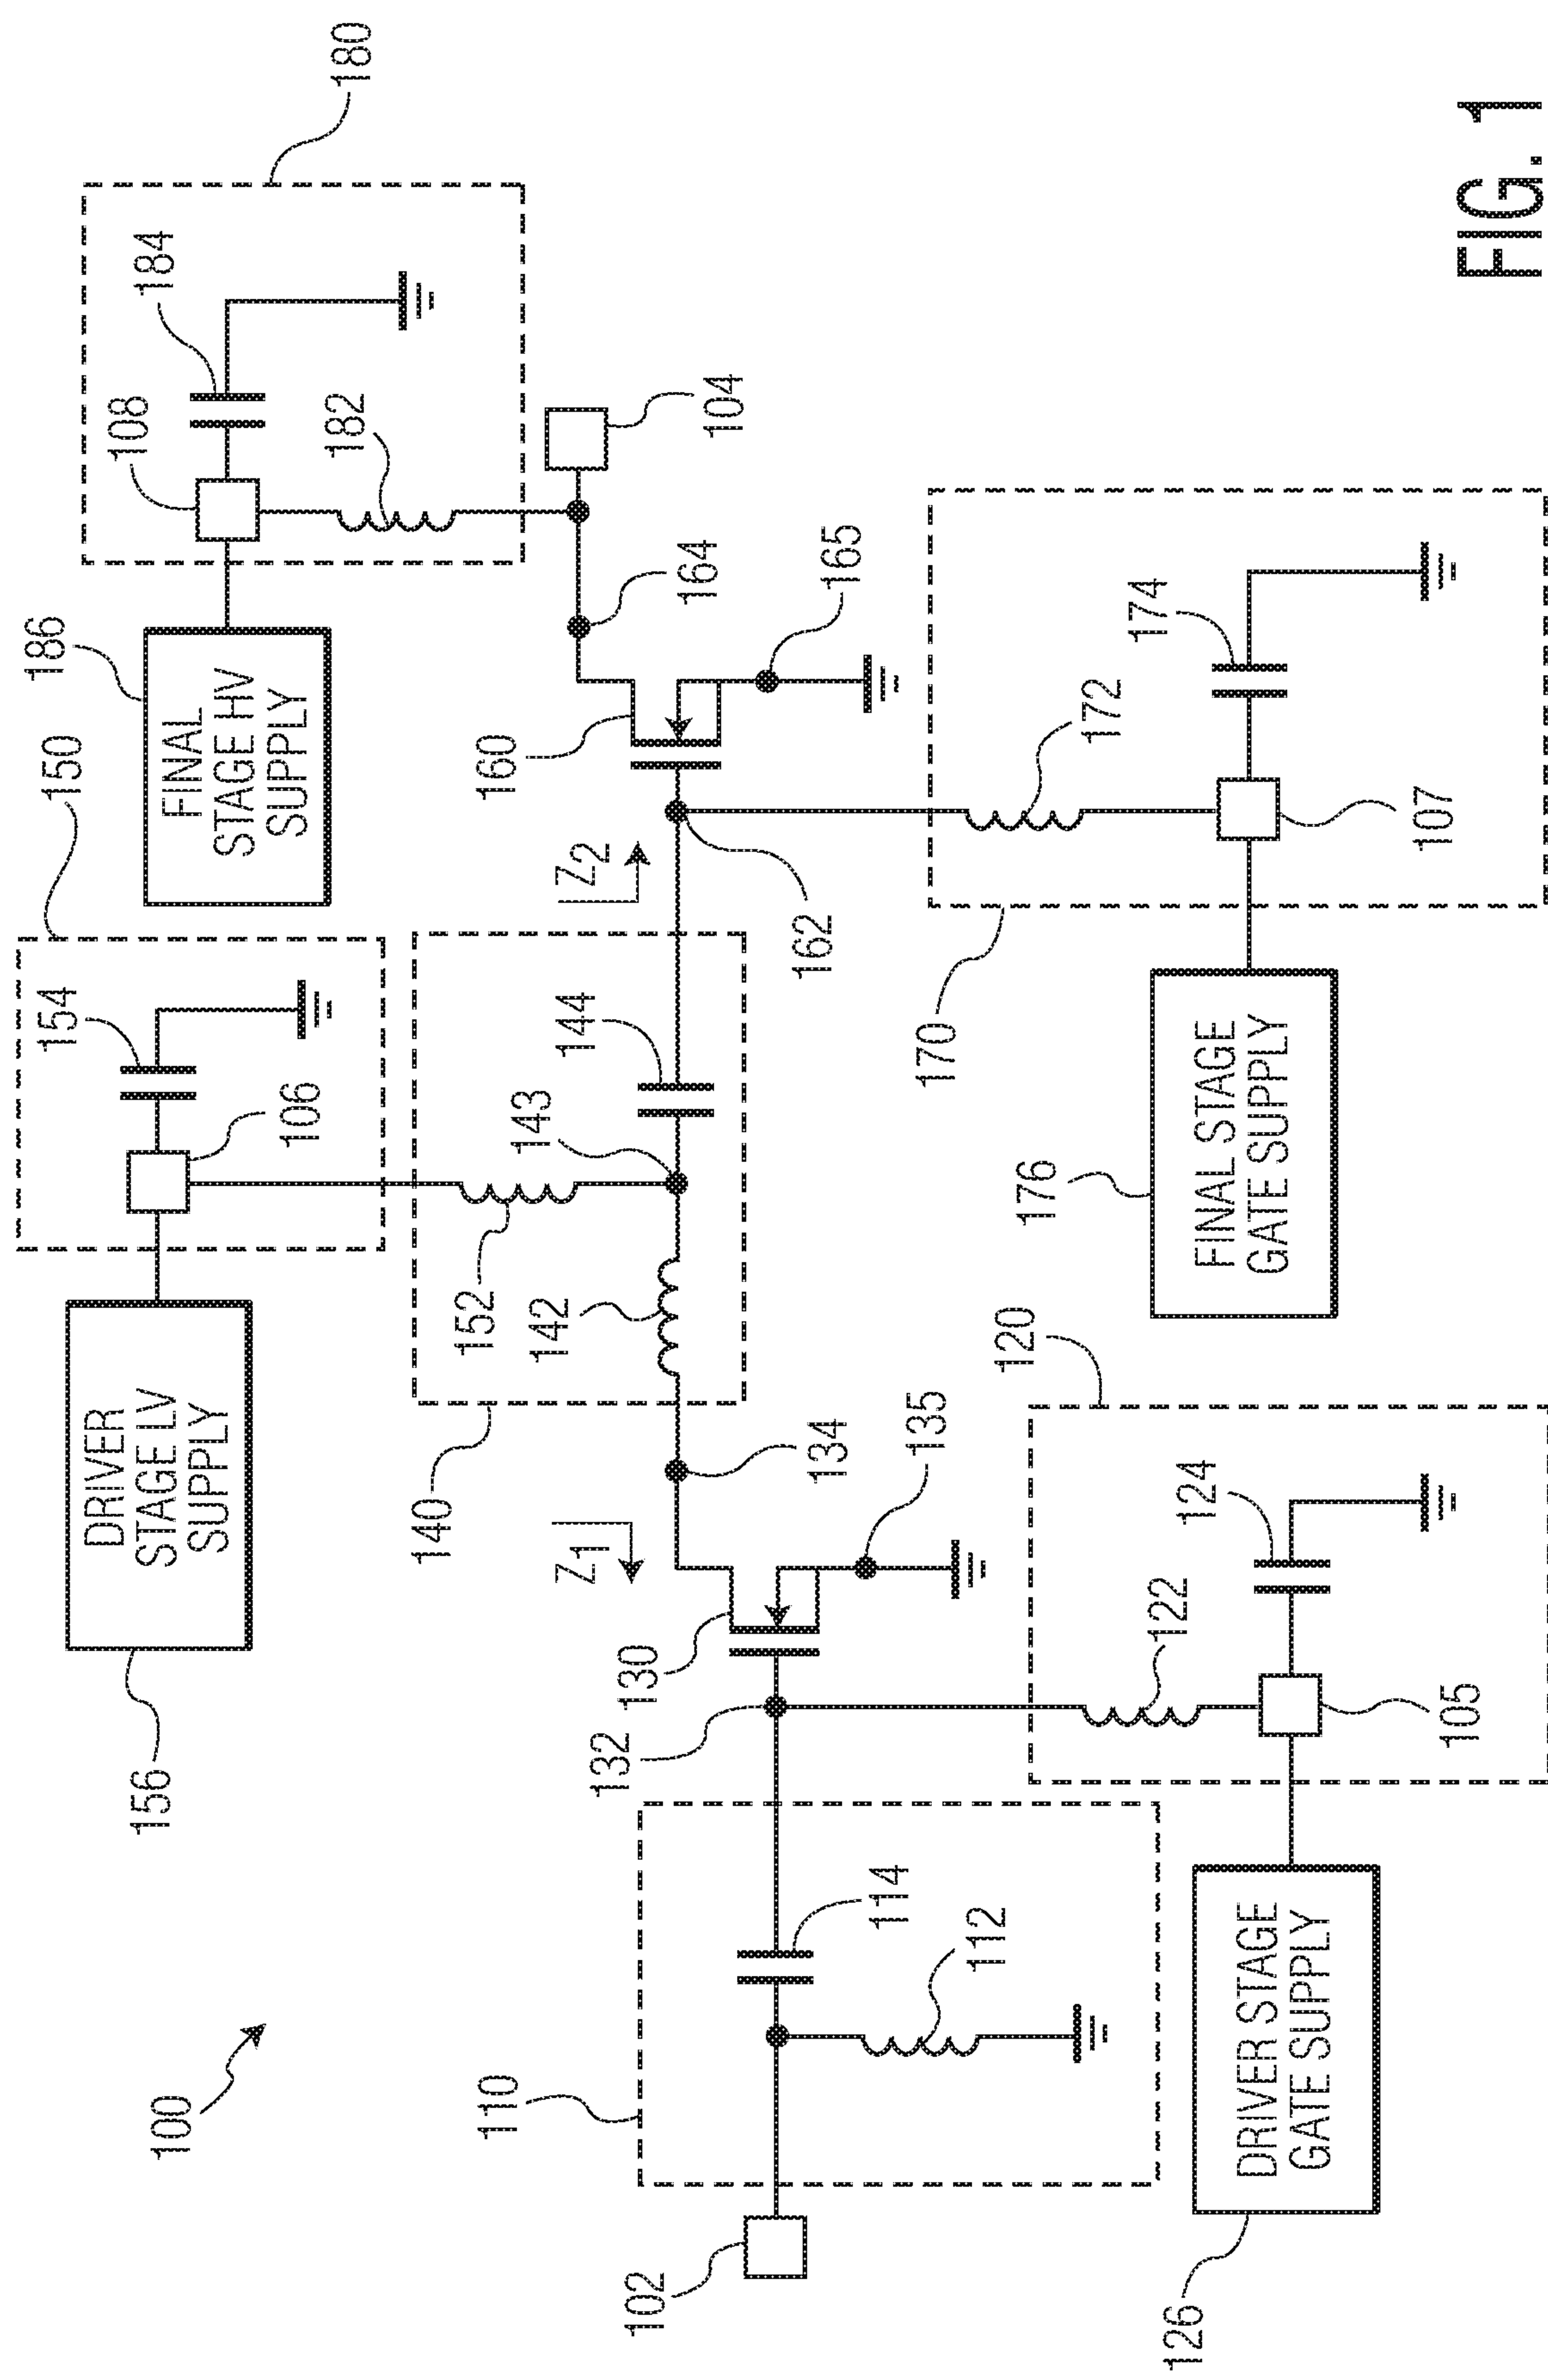 180
184
108
182
104
186
FINAL
STAGE HV
SUPPLY
150
164
165
160
174
172
107
Z2
162
170
154
106
144
143
152
142
140
DRIVER
STAGE LV
SUPPLY
156
FINAL STAGE
GATE SUPPLY
176
120
134
135
Z1
130
132
124
122
105
114
112
110
100
102
DRIVER STAGE
GATE SUPPLY
126
FIG. 1